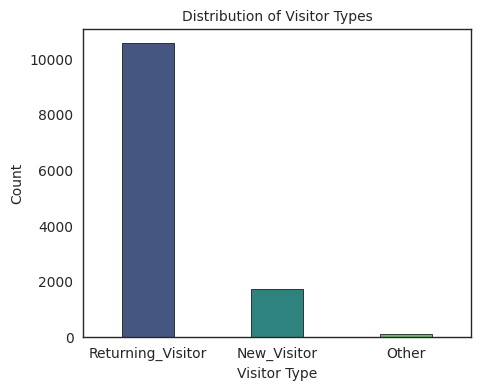 Distribution of Visitor Types
Count
10000
8000
6000
4000
2000
0
Returning_Visitor New_Visitor Other
Visitor Type